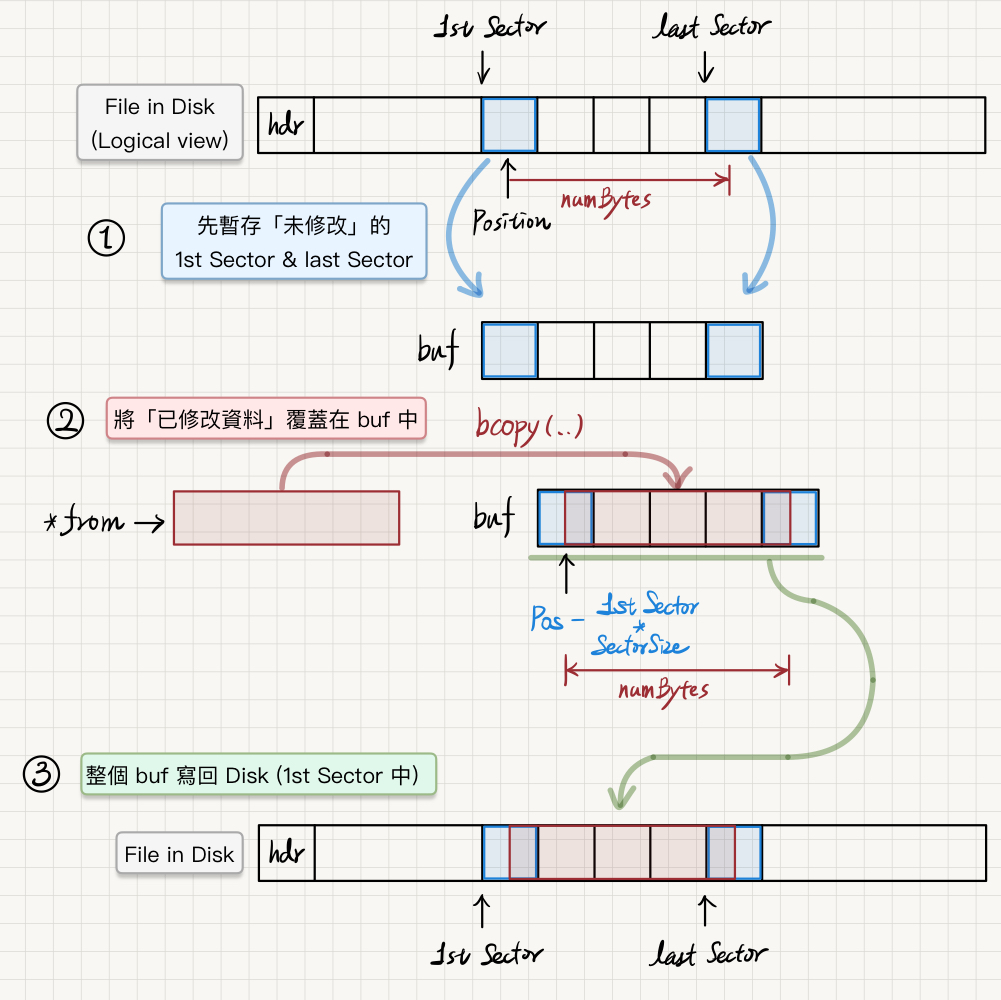 1st Sector
last Sector
File in Disk
(Logical view)
hdr
numBytes
Position
①
先暫存「未修改」的
1st Sector & last Sector
buf
②
將「已修改資料」覆蓋在 buf 中
bcopy(..)
*from
buf
Pos - 1st Sector
*
SectorSize
numBytes
③
整個 buf 寫回 Disk (1st Sector 中)
File in Disk
hdr
1st Sector
last Sector